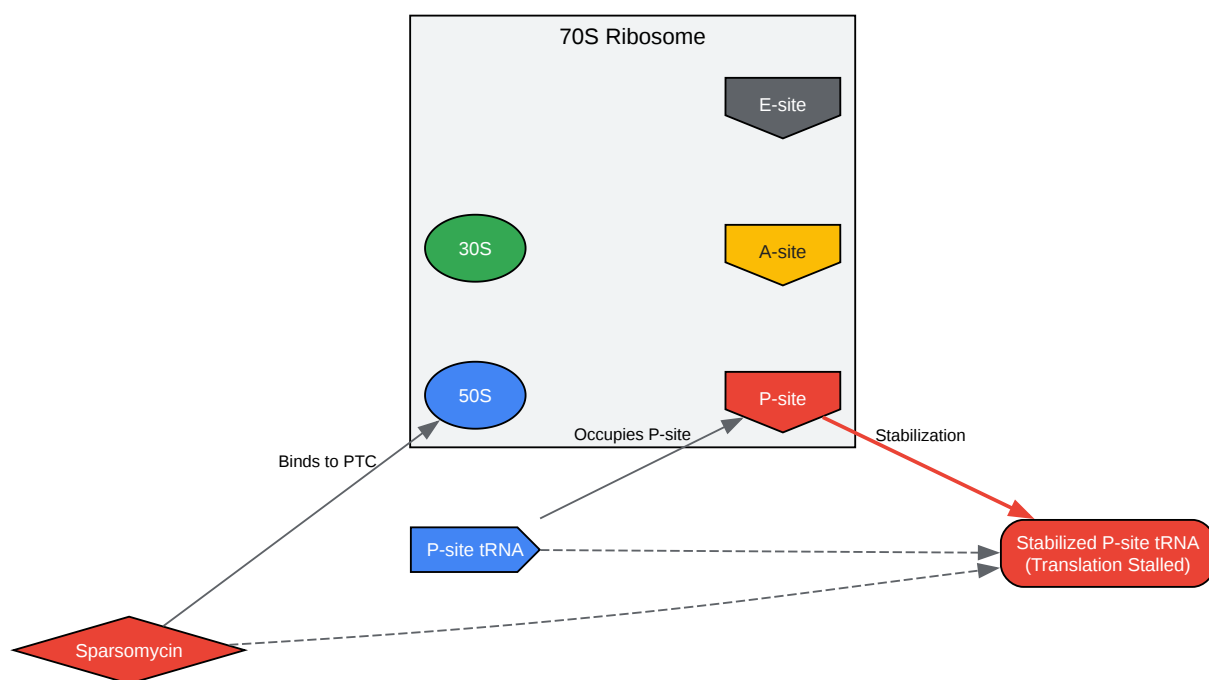 70S Ribosome
E-site
30S
A-site
50S
P-site
Occupies P-site
Stabilization
Binds to PTC
P-site tRNA
Stabilized P-site tRNA
(Translation Stalled)
Sparsomycin